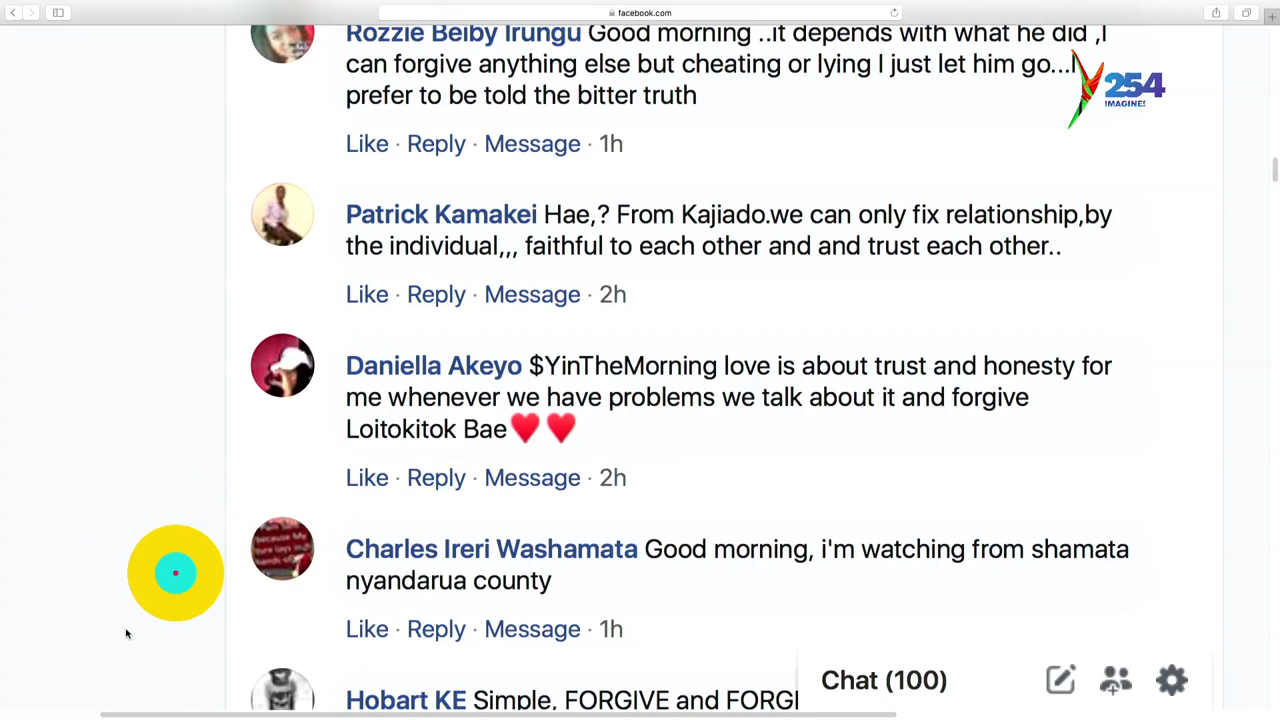 facebook.com
Rozzie Beiby Irungu Good morning ..it depends with what he did ,I
can forgive anything else but cheating or lying I just let him go...I
prefer to be told the bitter truth
Like · Reply · Message · 1h
254
IMAGINE!
Patrick Kamakei Hae,? From Kajiado.we can only fix relationship,by
the individual,,, faithful to each other and and trust each other..
Like · Reply · Message · 2h
Daniella Akeyo $YinTheMorning love is about trust and honesty for
me whenever we have problems we talk about it and forgive
Loitokitok Bae♥♥
Like · Reply · Message · 2h
Charles Ireri Washamata Good morning, i'm watching from shamata
nyandarua county
Like · Reply · Message · 1h
Hobart KE Simple, FORGIVE and FORGI
Chat (100)